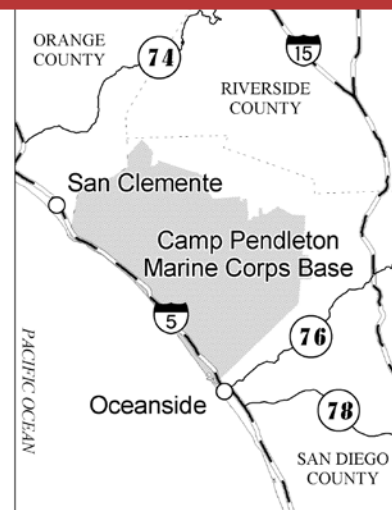 ORANGE
COUNTY
74
15
RIVERSIDE
COUNTY
San Clemente
Camp Pendleton
Marine Corps Base
5
76
PACIFIC OCEAN
Oceanside
78
SAN DIEGO
COUNTY